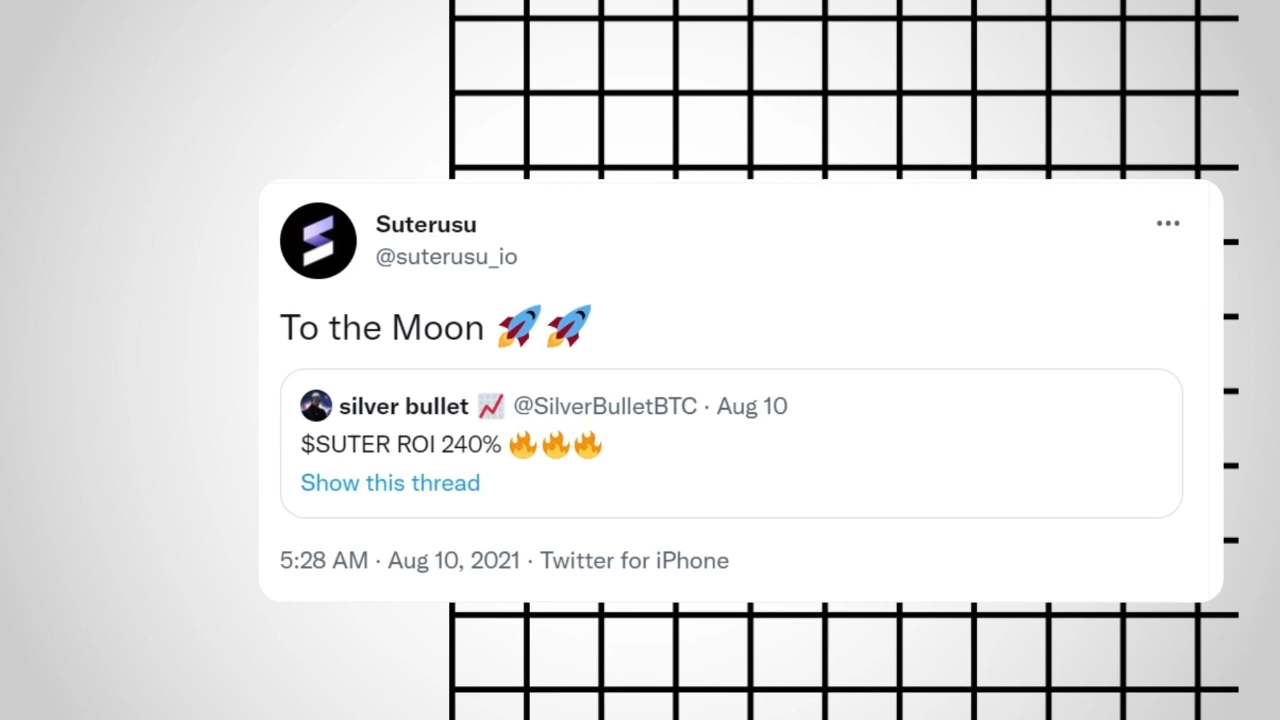 Suterusu
@suterusu_io
To the Moon 🚀🚀
silver bullet 📈 @SilverBulletBTC · Aug 10
$SUTER ROI 240% 🔥🔥🔥
Show this thread
5:28 AM · Aug 10, 2021 · Twitter for iPhone